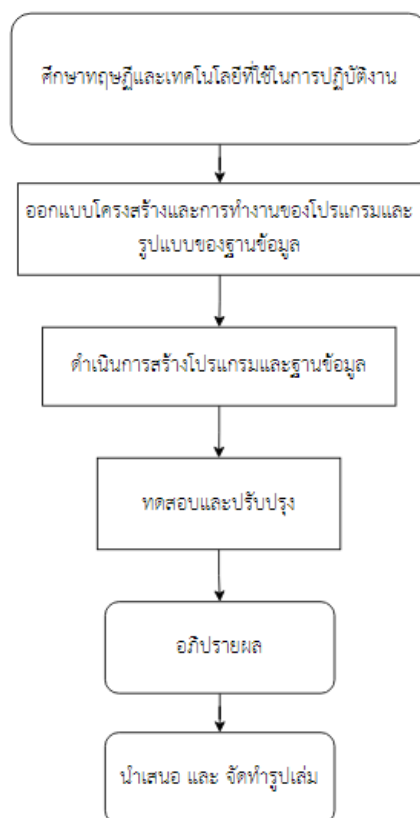 ศึกษาทฤษฎีและเทคโนโลยีที่ใช้ในการปฏิบัติงาน
ออกแบบโครงสร้างและการทำงานของโปรแกรมและ
รูปแบบของฐานข้อมูล
ดำเนินการสร้างโปรแกรมและฐานข้อมูล
ทดสอบและปรับปรุง
อภิปรายผล
นำเสนอ และ จัดทำรูปเล่ม